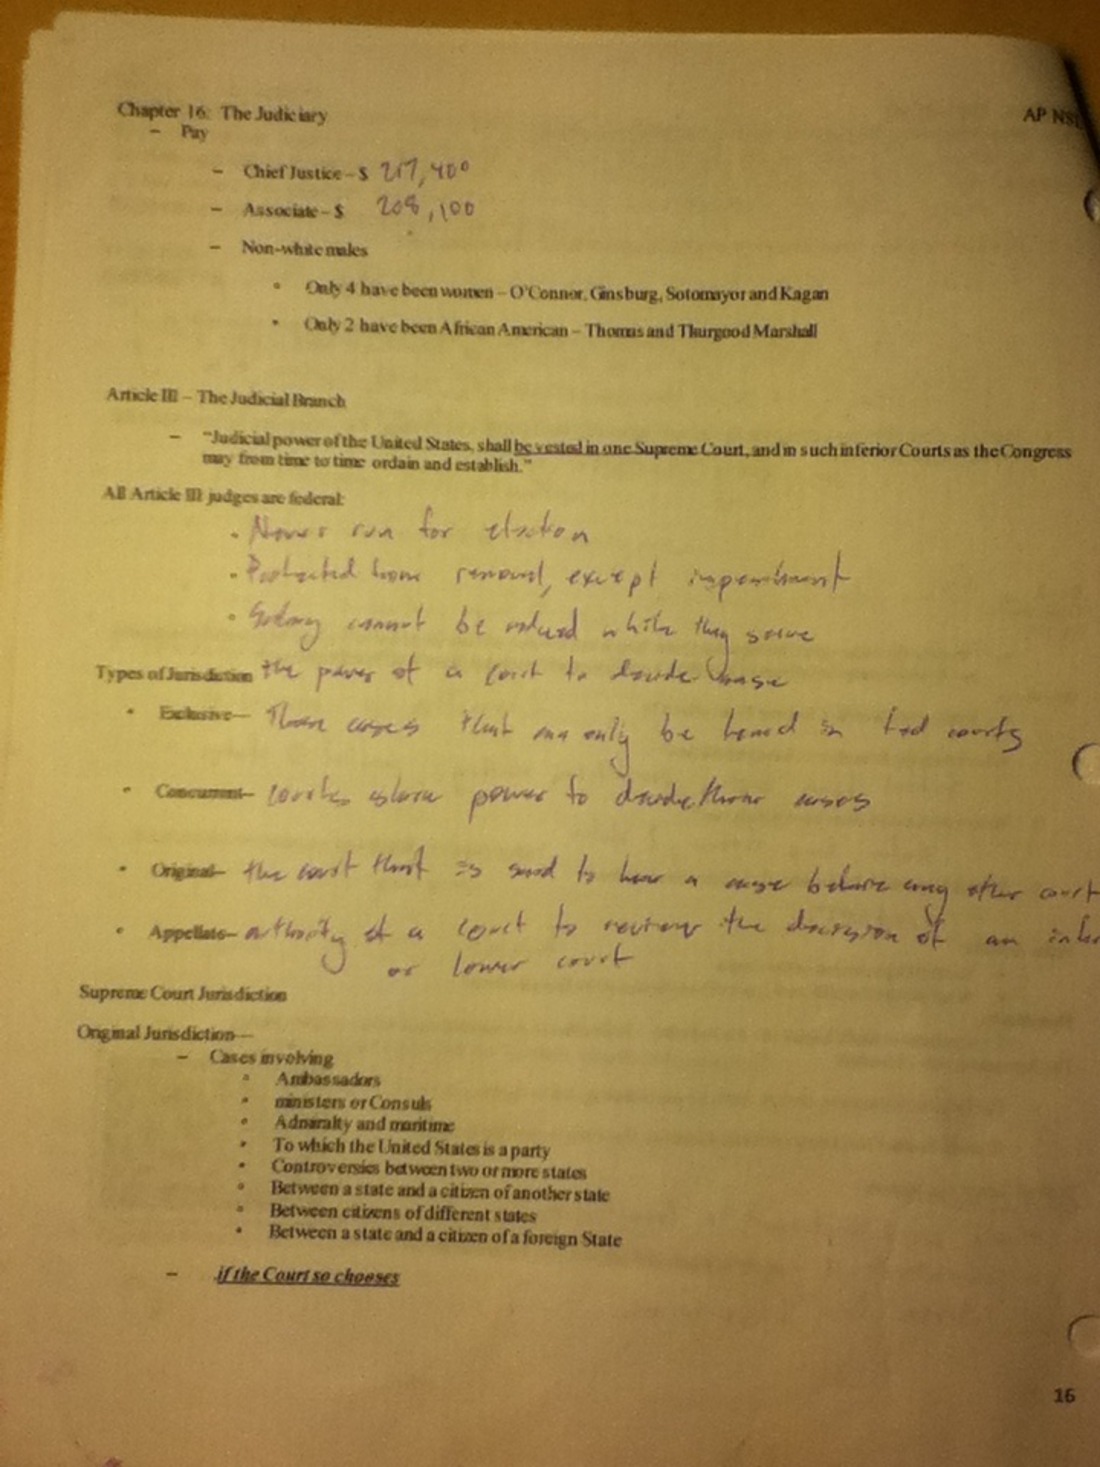 Chapter 16: The Judiciary
AP NSL
– Pay
– Chief Justice – $ 217,400
– Associate – $ 208,100
– Non-white males
• Only 4 have been women – O'Connor, Ginsburg, Sotomayor and Kagan
• Only 2 have been African American – Thomas and Thurgood Marshall
Article III – The Judicial Branch
– "Judicial power of the United States, shall be vested in one Supreme Court, and in such inferior Courts as the Congress
may from time to time ordain and establish."
All Article III judges are federal:
• Never run for election
• Protected from removal, except impeachment
• Salary cannot be reduced while they serve
Types of Jurisdiction the power of a court to decide case
• Exclusive– Those cases that can only be heard in fed courts
• Concurrent– courts share power to decide these cases
• Original– the court that is said to hear a case before any other court
• Appellate– authority of a court to review the decision of an
or lower court
Supreme Court Jurisdiction
Original Jurisdiction—
– Cases involving
• Ambassadors
• ministers or Consuls
• Admiralty and maritime
• To which the United States is a party
• Controversies between two or more states
• Between a state and a citizen of another state
• Between citizens of different states
• Between a state and a citizen of a foreign State
– .if the Court so chooses
16